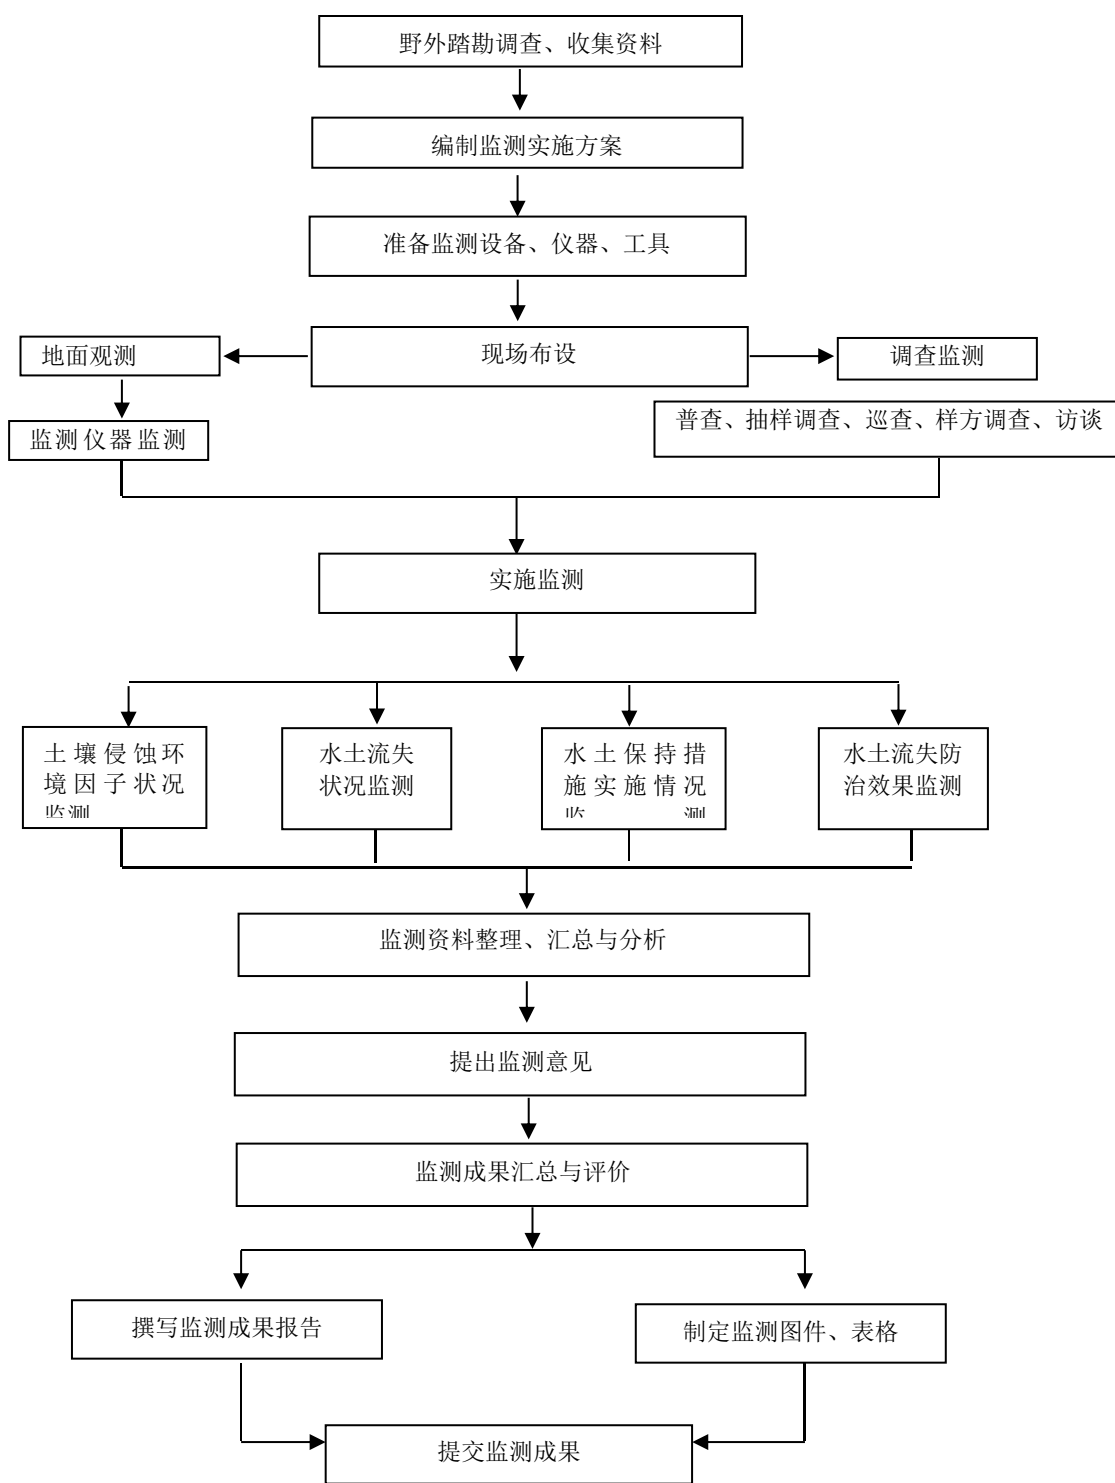 野外踏勘调查、收集资料
编制监测实施方案
准备监测设备、仪器、工具
现场布设
地面观测
调查监测
监测仪器监测
普查、抽样调查、巡查、样方调查、访谈
实施监测
土壤侵蚀环
境因子状况
监测
水土流失
状况监测
水土保持措
施实施情况
监测
水土流失防
治效果监测
监测资料整理、汇总与分析
提出监测意见
监测成果汇总与评价
撰写监测成果报告
制定监测图件、表格
提交监测成果